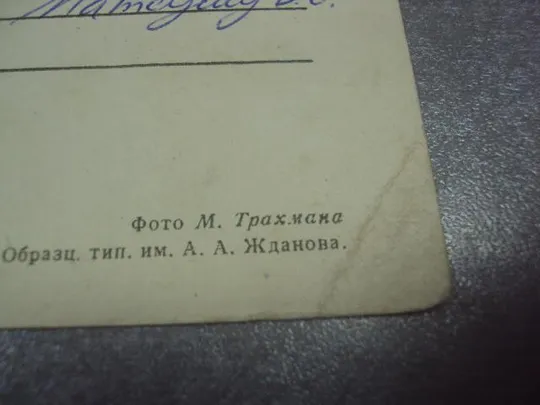 Фото М. Трахмана
Образц. тип. им. А. А. Жданова.